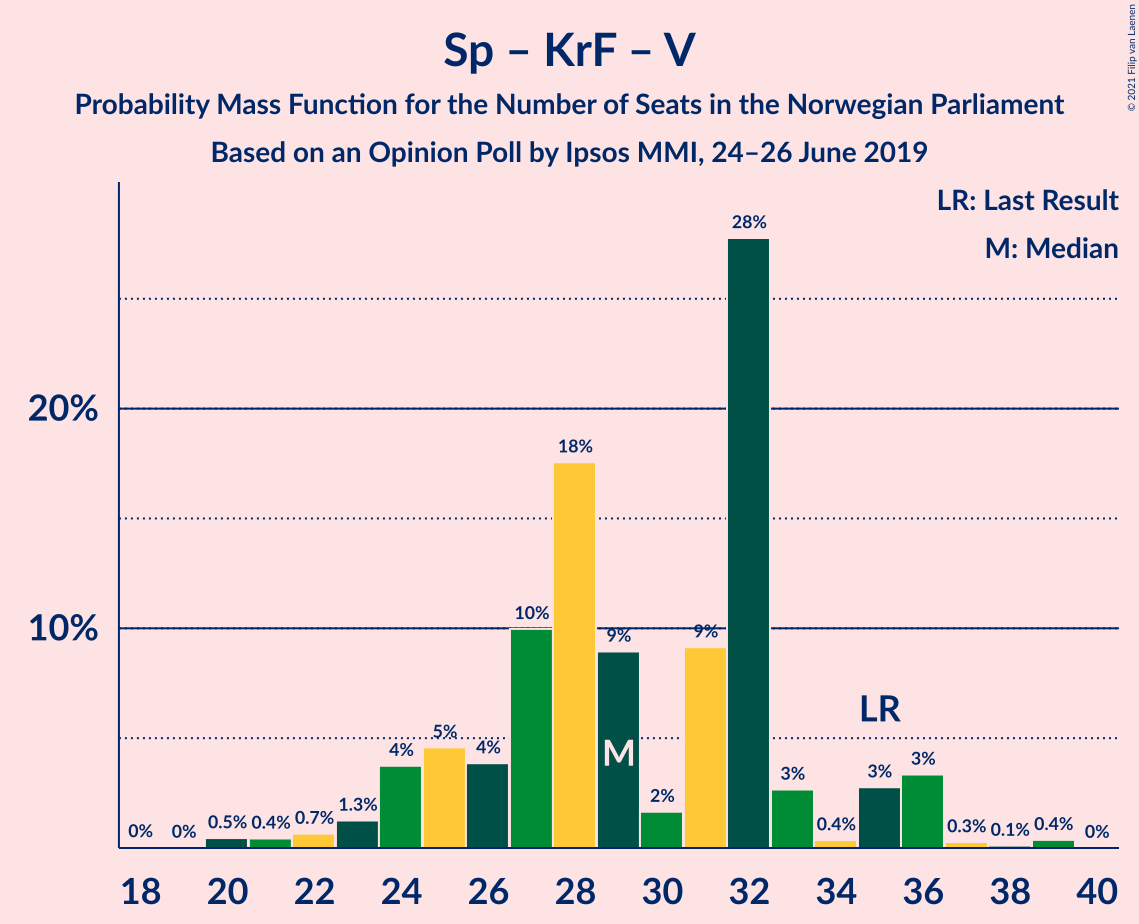 Sp – KrF – V
Probability Mass Function for the Number of Seats in the Norwegian Parliament
Based on an Opinion Poll by Ipsos MMI, 24–26 June 2019
© 2021 Filip van Laenen
LR: Last Result
M: Median
28%
20%
18%
10%
10%
9%
9%
LR
5%
4%
4%
M
3%
3%
3%
2%
1.3%
0%
0%
0.5%
0.4%
0.7%
0.4%
0.3%
0.1%
0.4%
0%
18 20 22 24 26 28 30 32 34 36 38 40